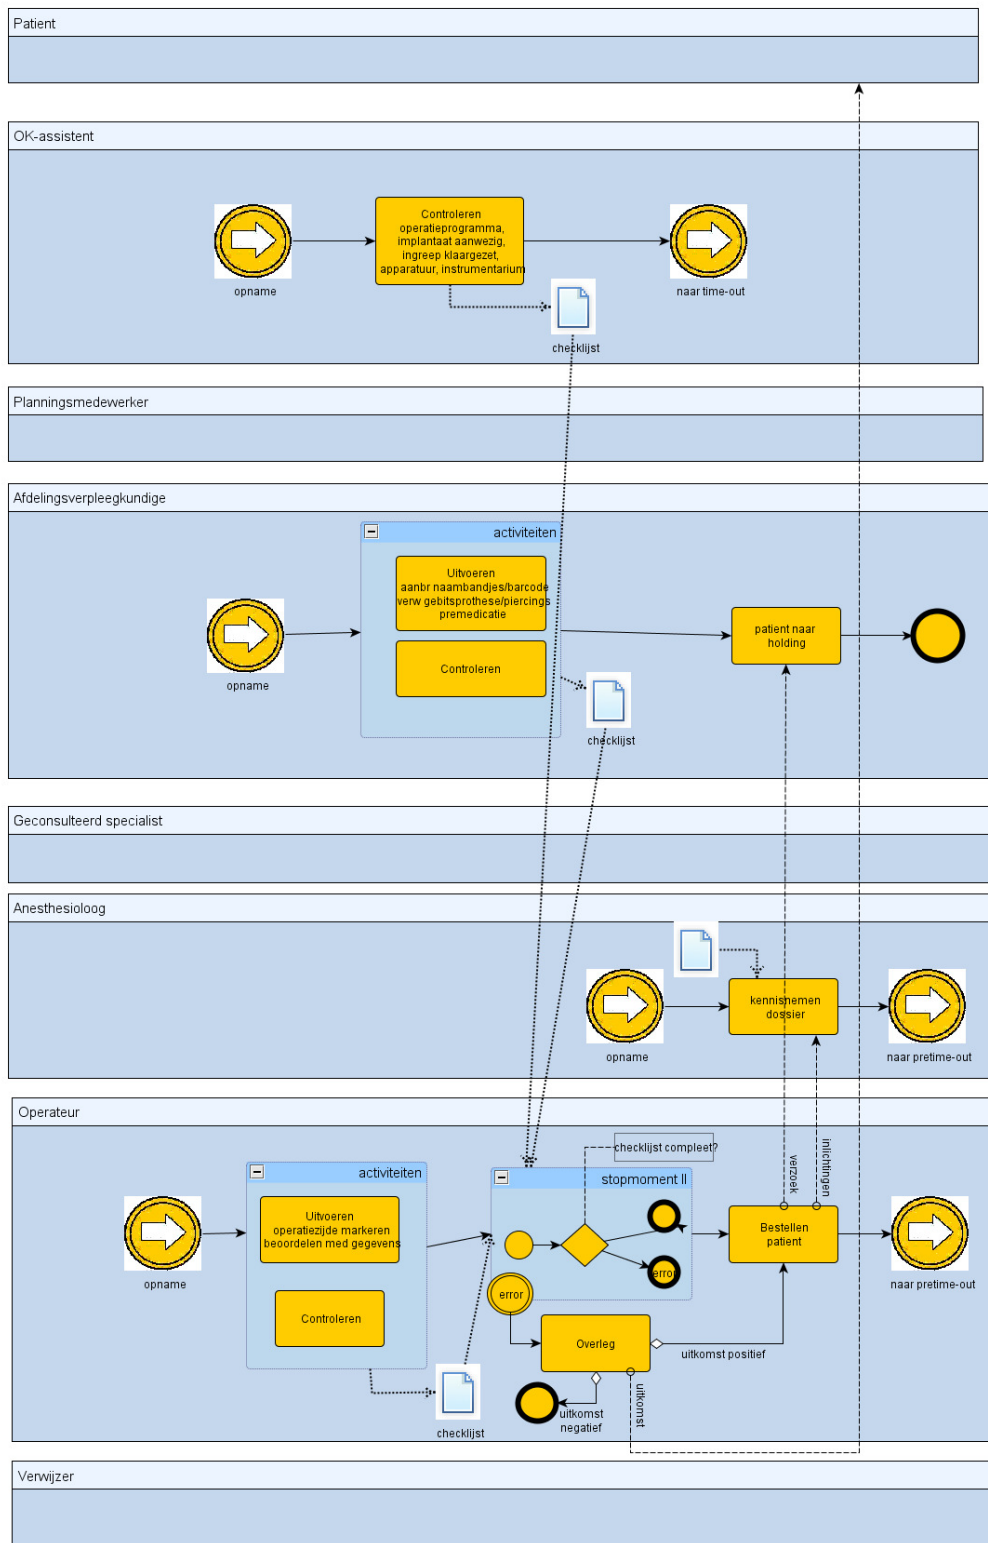 Patient
OK-assistent
Controleren
operatieprogramma,
implantaat aanwezig,
ingreep klaargezet,
apparatuur, instrumentarium
opname
naar time-out
checklijst
Planningsmedewerker
Afdelingsverpleegkundige
activiteiten
Uitvoeren
aanbr naambandjes/barcode
verw gebitsprothese/piercings
premedicatie
Controleren
patient naar
holding
opname
checklijst
Geconsulteerd specialist
Anesthesioloog
kennisnemen
dossier
opname
naar pretime-out
Operateur
checklijst compleet?
verzoek
inlichtingen
activiteiten
stopmoment II
Uitvoeren
operatiezijde markeren
beoordelen med gegevens
Bestellen
patient
error
opname
naar pretime-out
error
Controleren
Overleg
uitkomst positief
uitkomst
uitkomst
negatief
checklijst
Verwijzer